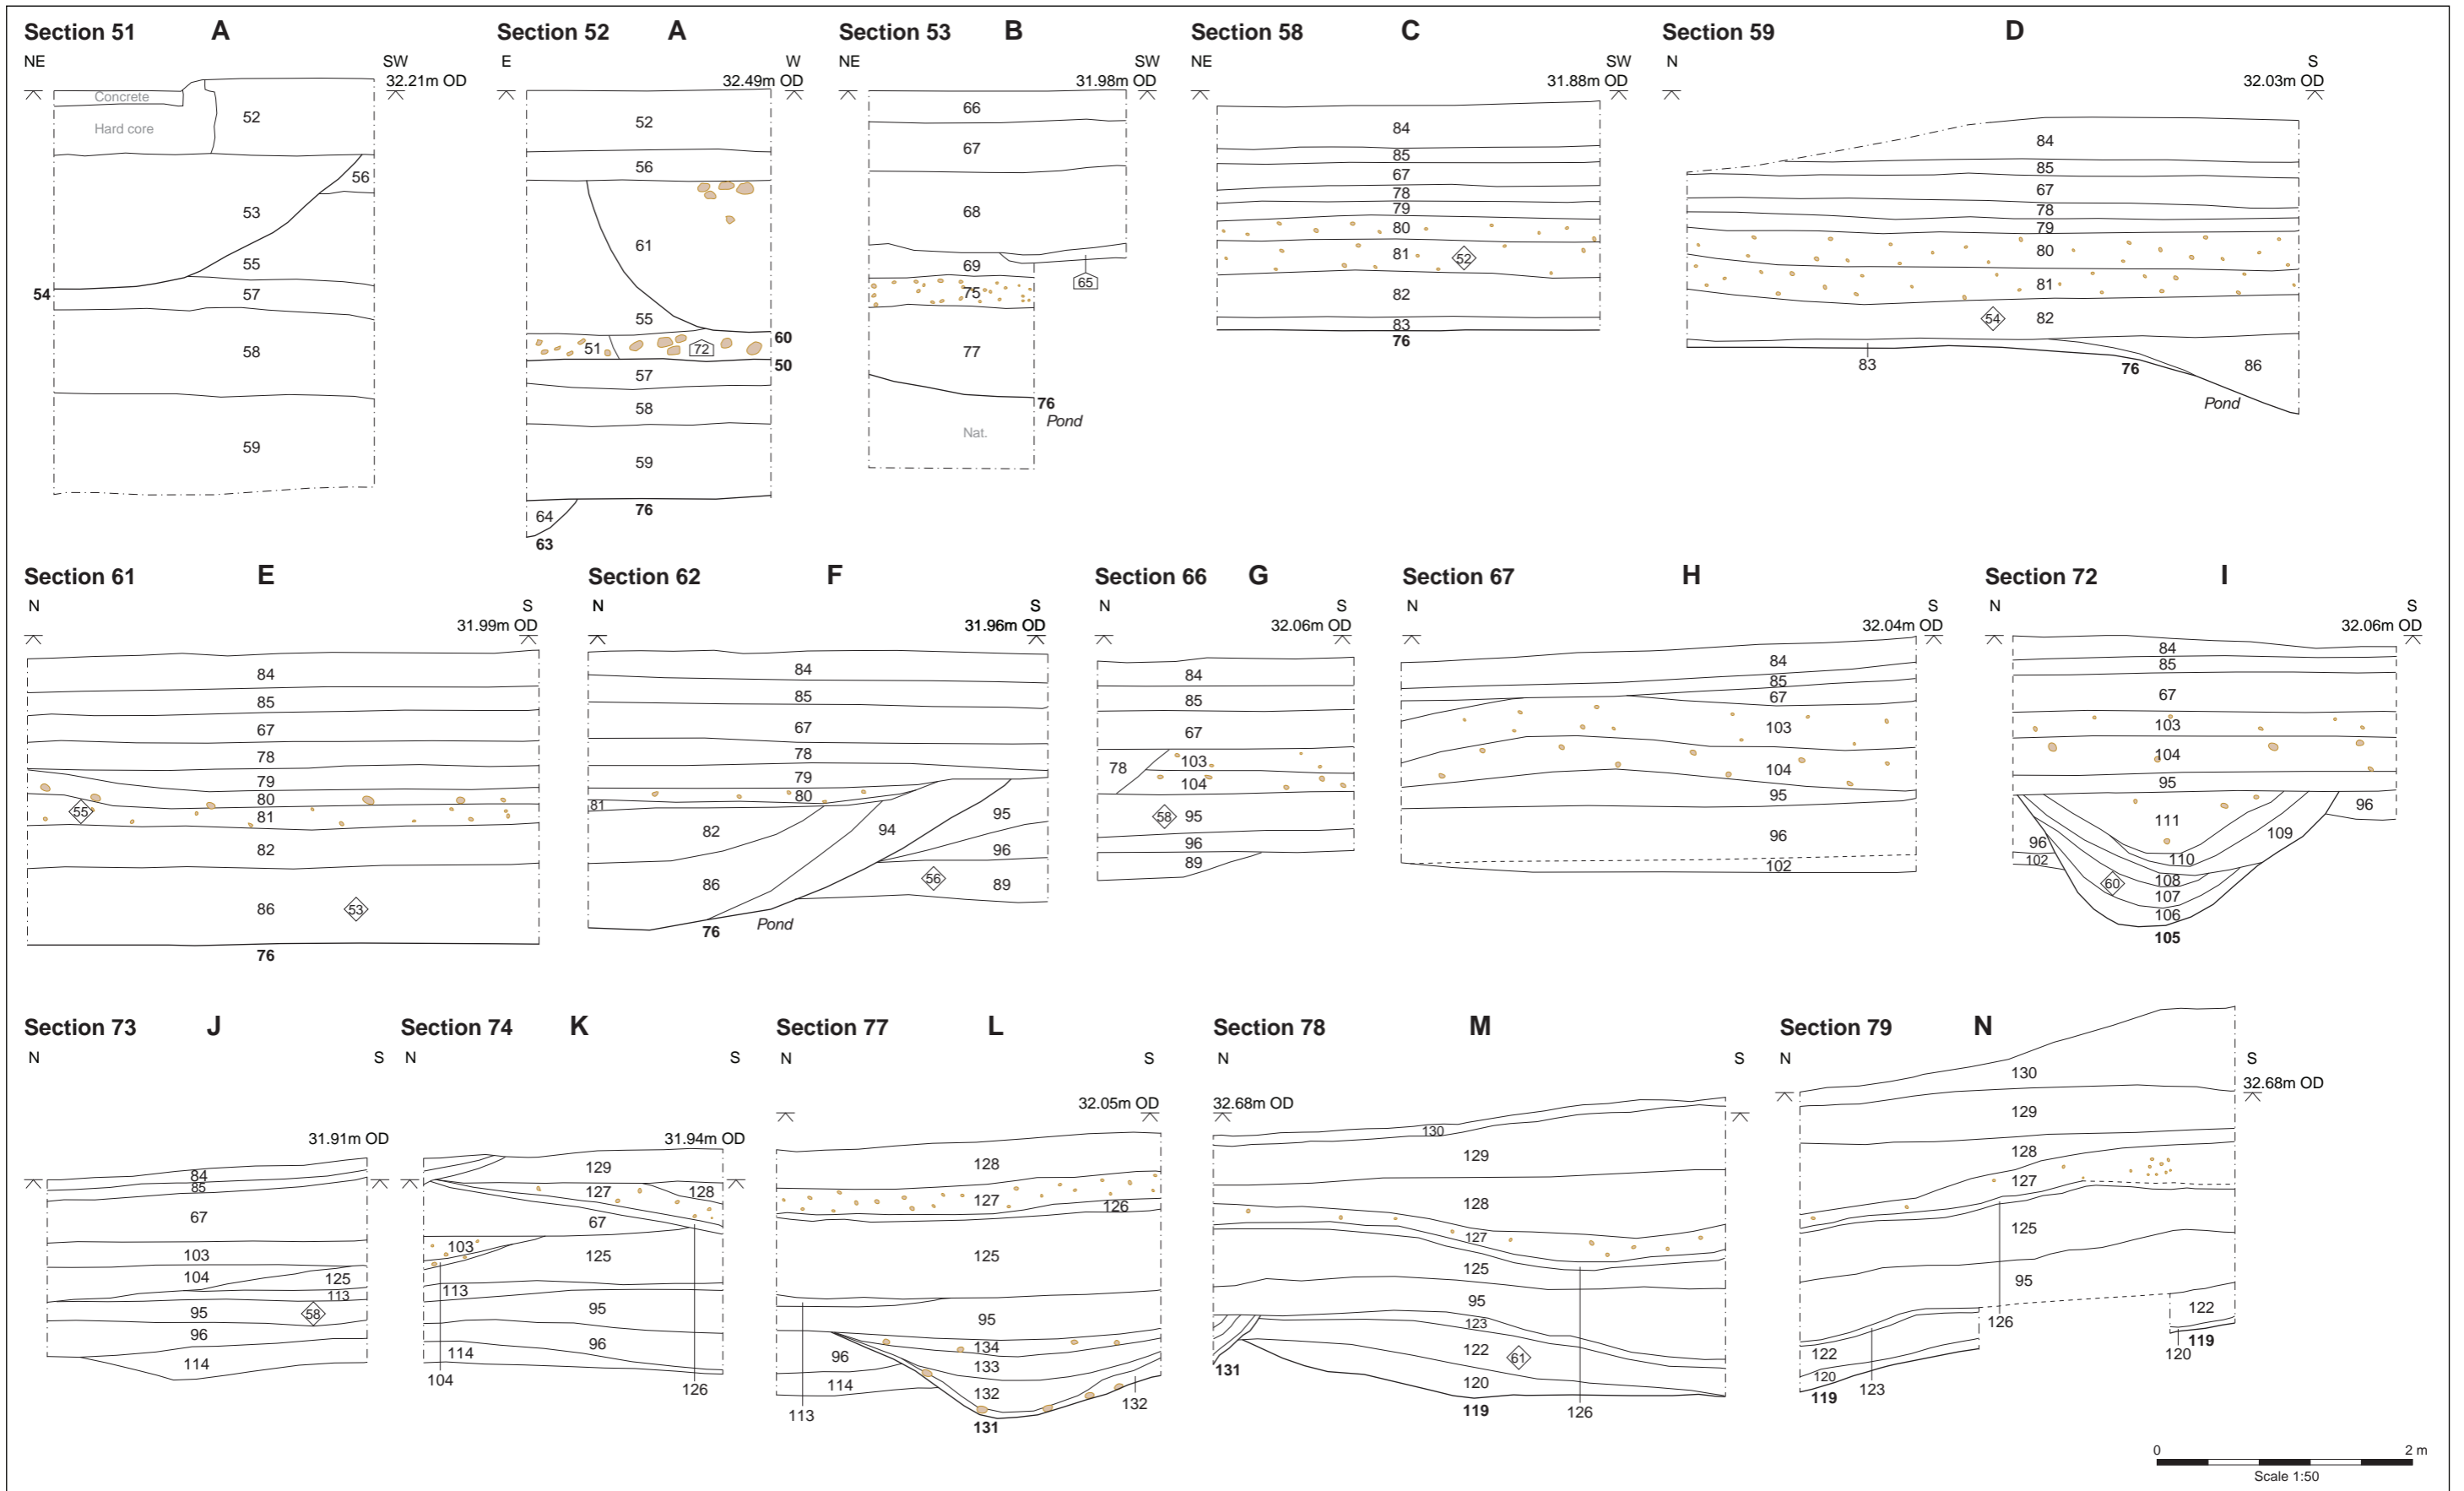 Section 51 A
NE SW
32.21m OD
Concrete
Hard core
52
56
53
55
54
57
58
59
Section 52 A
E W
32.49m OD
52
56
61
55
60
51 72
50
57
58
59
64
76
63
Section 53 B
NE SW
31.98m OD
66
67
68
69
65
75
77
76
Pond
Nat.
Section 58 C
NE SW
31.88m OD
84
85
67
78
79
80
81 52
82
83
76
Section 59 D
N S
32.03m OD
84
85
67
78
79
80
81
54 82
83 76 86
Pond
Section 61 E
N S
31.99m OD
84
85
67
78
79
80
55 81
82
86 53
76
Section 62 F
N S
31.96m OD
84
85
67
78
79
80
81
95
82 94
96
86 56 89
76 Pond
Section 66 G
N S
32.06m OD
84
85
67
78 103
104
58 95
96
89
Section 67 H
N S
32.04m OD
84
85
67
103
104
95
96
102
Section 72 I
N S
32.06m OD
84
85
67
103
104
95
96
111
109
96
102 110
60 108
107
106
105
Section 73 J
N S
31.91m OD
84
85
67
103
104 125
113
95 58
96
114
Section 74 K
N S
31.94m OD
129
127 128
67
103 125
113
95
96
114
104 126
Section 77 L
N S
32.05m OD
128
127 126
125
95
134
96 133
114 132
132
113 131
Section 78 M
N S
32.68m OD
130
129
128
127
125
95
123
122 61
131
120
119 126
Section 79 N
N S
32.68m OD
130
129
128
127
125
95
122
126
119
122 120
120
123
119
0 2 m
Scale 1:50